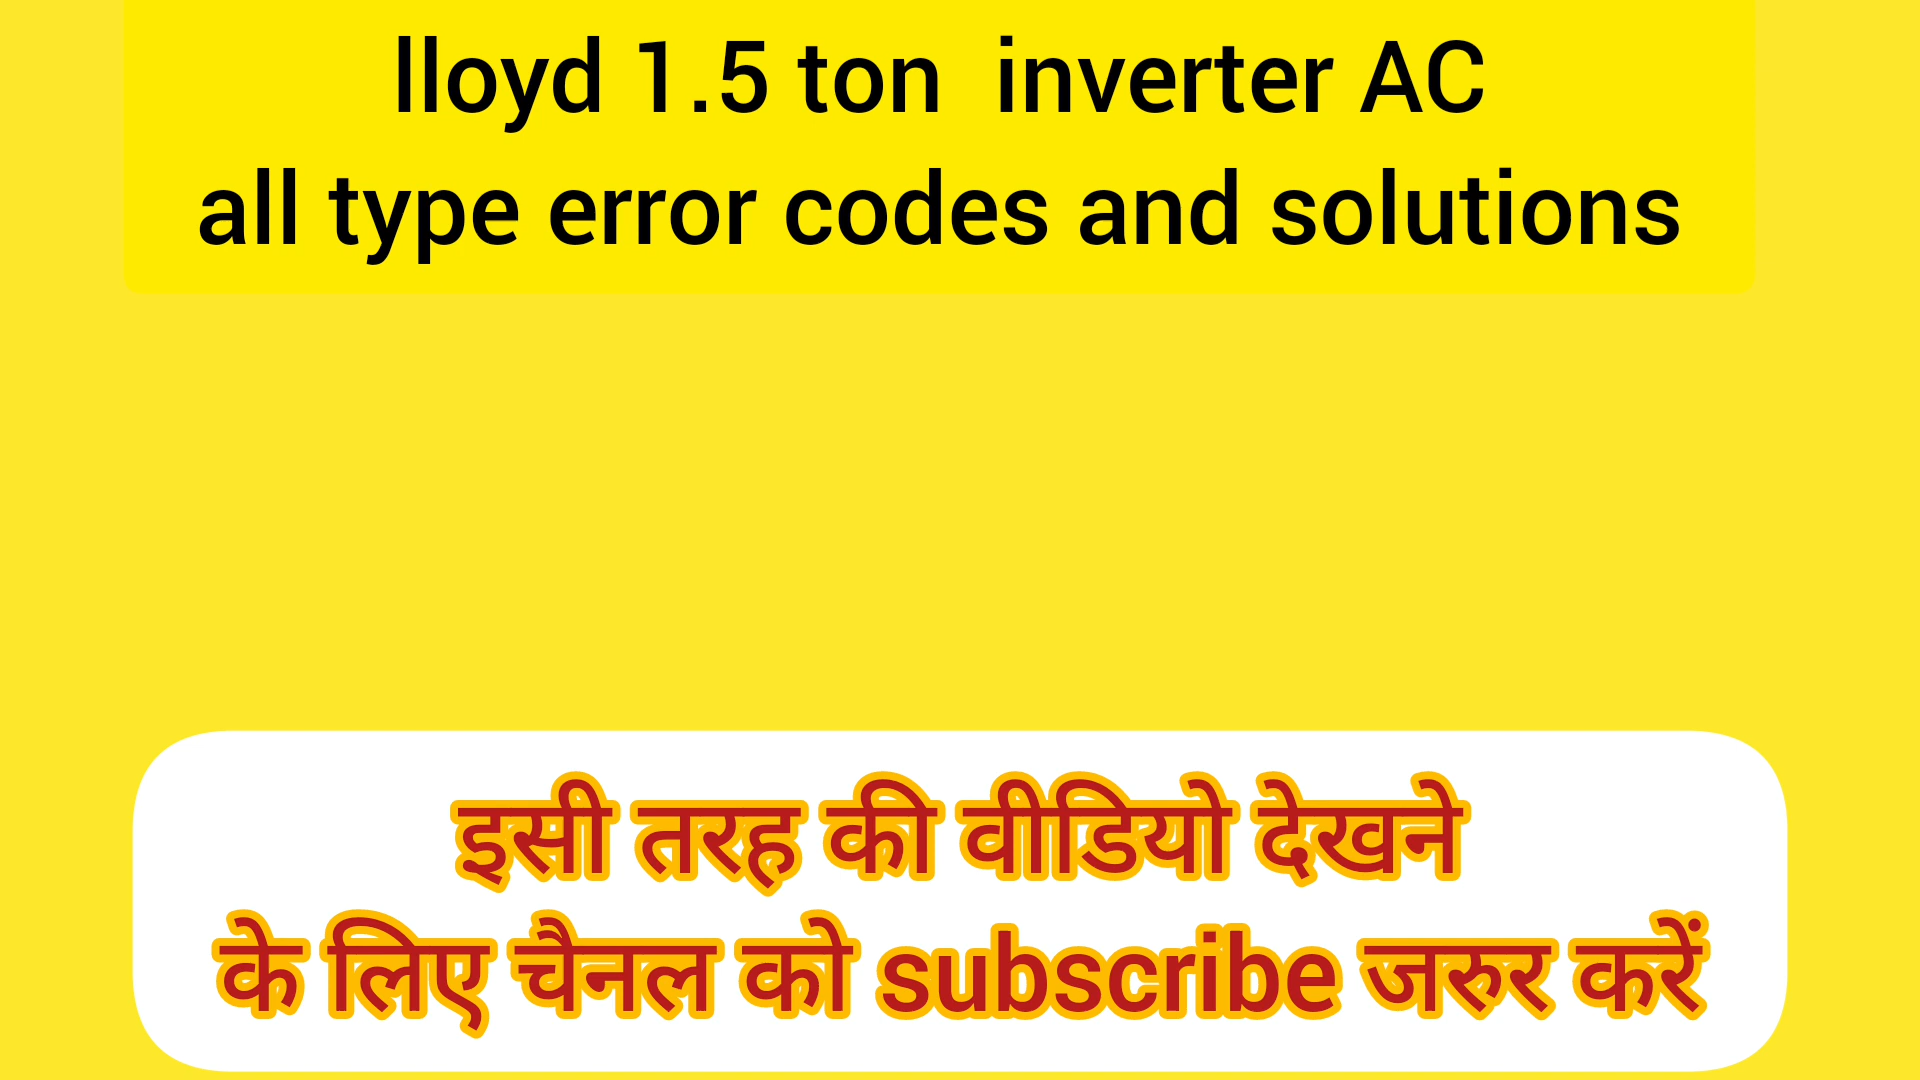 lloyd 1.5 ton  inverter AC
all type error codes and solutions
इसी तरह की वीडियो देखने
के लिए चैनल को subscribe जरुर करें